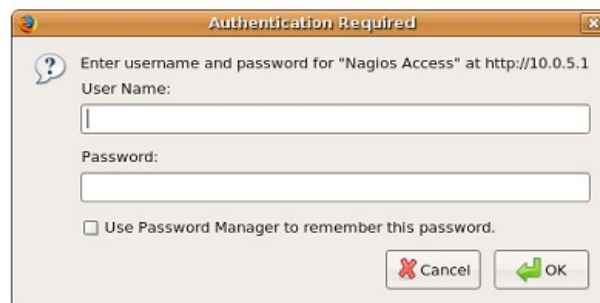 Authentication Required
Enter username and password for "Nagios Access" at http://10.0.5.1
User Name:
Password:
Use Password Manager to remember this password.
Cancel
OK